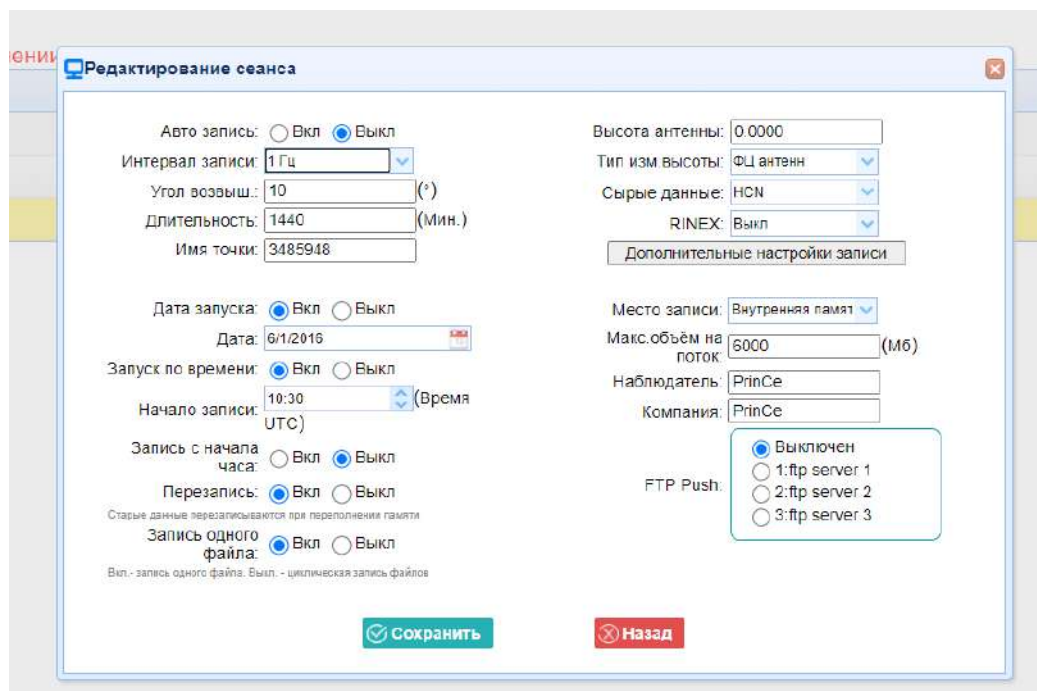 ении
Редактирование сеанса
Авто запись: Вкл Выкл
Интервал записи: 1 Гц
Угол возвыш.: 10 (°)
Длительность: 1440 (Мин.)
Имя точки: 3485948
Дата запуска: Вкл Выкл
Дата: 6/1/2016
Запуск по времени: Вкл Выкл
Начало записи: 10:30 (Время
UTC)
Запись с начала
часа: Вкл Выкл
Перезапись: Вкл Выкл
Старые данные перезаписываются при переполнении памяти
Запись одного
файла: Вкл Выкл
Вкл.- запись одного файла. Выкл. - циклическая запись файлов
Высота антенны: 0.0000
Тип изм высоты: ФЦ антенн
Сырые данные: HCN
RINEX: Выкл
Дополнительные настройки записи
Место записи: Внутренняя памят
Макс.объём на
поток: 6000 (Мб)
Наблюдатель: PrinCe
Компания: PrinCe
FTP Push:
Выключен
1:ftp server 1
2:ftp server 2
3:ftp server 3
Сохранить
Назад